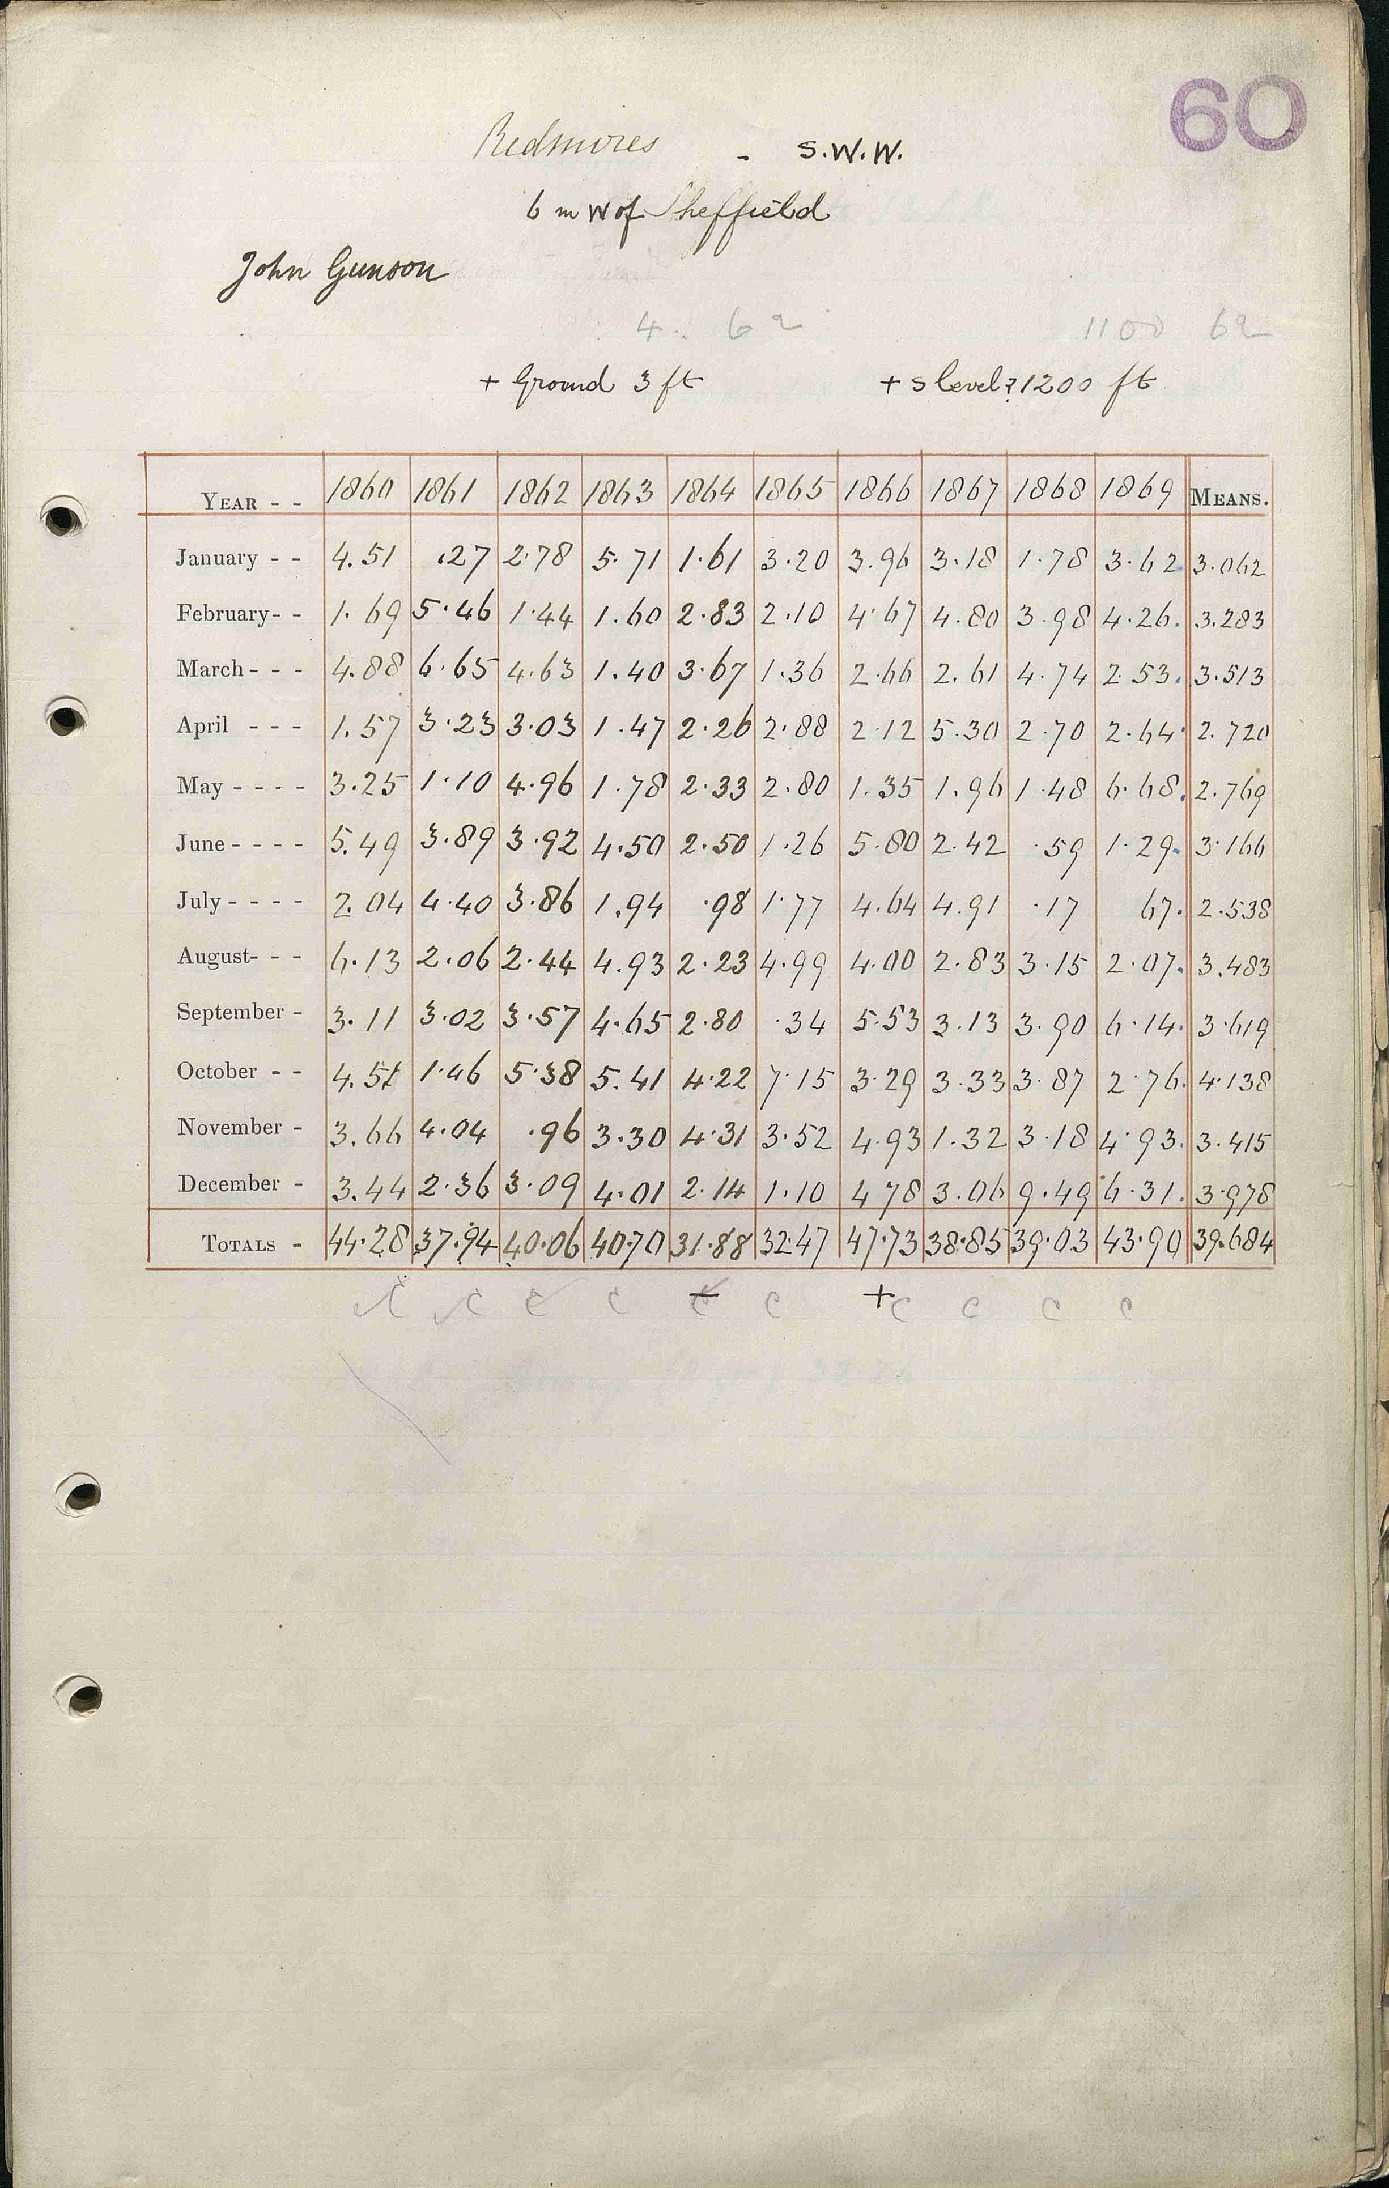 60
Redmires - S.W.W.
6 m W of Sheffield
John Gunson
4. 62 1100 62
+ Ground 3 ft + S level ? 1200 ft
YEAR - - 1860 1861 1862 1863 1864 1865 1866 1867 1868 1869 MEANS.
January - - 4.51 .27 2.78 5.71 1.61 3.20 3.96 3.18 1.78 3.62 3.062
February - - 1.69 5.46 1.44 1.60 2.83 2.10 4.67 4.80 3.98 4.26. 3.283
March - - - 4.88 6.65 4.63 1.40 3.67 1.36 2.66 2.61 4.74 2.53. 3.513
April - - - 1.57 3.23 3.03 1.47 2.26 2.88 2.12 5.30 2.70 2.64. 2.720
May - - - - 3.25 1.10 4.96 1.78 2.33 2.80 1.35 1.96 1.48 6.68. 2.769
June - - - - 5.49 3.89 3.92 4.50 2.50 1.26 5.80 2.42 .59 1.29. 3.166
July - - - - 2.04 4.40 3.86 1.94 .98 1.77 4.64 4.91 .17 67. 2.538
August - - - 6.13 2.06 2.44 4.93 2.23 4.99 4.00 2.83 3.15 2.07. 3.483
September - 3.11 3.02 3.57 4.65 2.80 .34 5.53 3.13 3.90 6.14. 3.619
October - - 4.51 1.46 5.38 5.41 4.22 7.15 3.29 3.33 3.87 2.76. 4.138
November - 3.66 4.04 .96 3.30 4.31 3.52 4.93 1.32 3.18 4.93. 3.415
December - 3.44 2.36 3.09 4.01 2.14 1.10 4 78 3.06 9.49 6.31. 3.978
TOTALS - 44.28 37.94 40.06 40.70 31.88 32.47 47.73 38.85 39.03 43.90 39.684
C C C C C C + C C C C